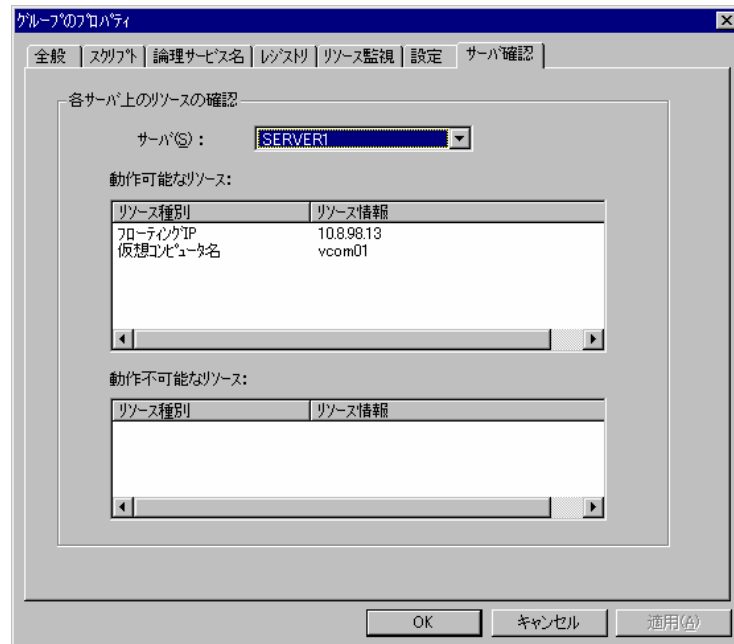 ｸﾞﾙｰﾌﾟのﾌﾟﾛﾊﾟﾃｨ
全般 ｽｸﾘﾌﾟﾄ 論理ｻｰﾋﾞｽ名 ﾚｼﾞｽﾄﾘ ﾘｿｰｽ監視 設定 ｻｰﾊﾞ確認
各ｻｰﾊﾞ上のﾘｿｰｽの確認
ｻｰﾊﾞ(S)： SERVER1
動作可能なﾘｿｰｽ:
ﾘｿｰｽ種別 ﾘｿｰｽ情報
ﾌﾛｰﾃｨﾝｸﾞIP 10.8.98.13
仮想ｺﾝﾋﾟｭｰﾀ名 vcom01
動作不可能なﾘｿｰｽ:
ﾘｿｰｽ種別 ﾘｿｰｽ情報
OK ｷｬﾝｾﾙ 適用(A)